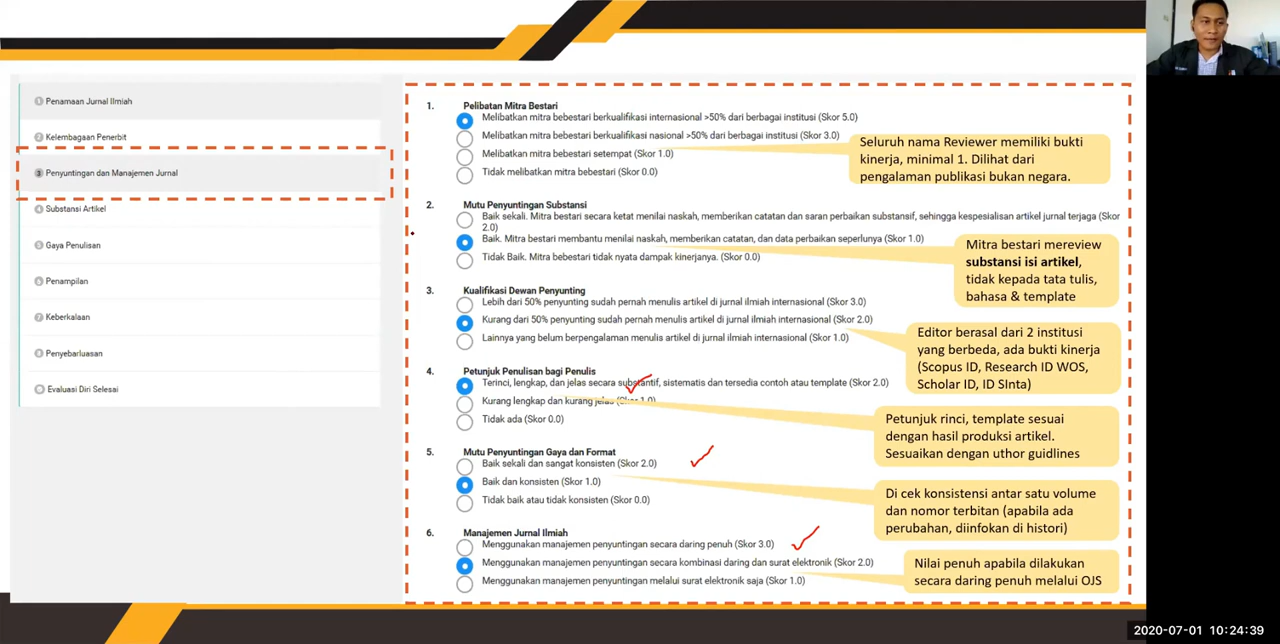 1 Penamaan Jurnal Ilmiah
2 Kelembagaan Penerbit
3 Penyuntingan dan Manajemen Jurnal
4 Substansi Artikel
5 Gaya Penulisan
6 Penampilan
7 Keberkalaan
8 Penyebarluasan
Evaluasi Diri Selesai
1. Pelibatan Mitra Bestari
Melibatkan mitra bebestari berkualifikasi internasional >50% dari berbagai institusi (Skor 5.0)
Melibatkan mitra bebestari berkualifikasi nasional >50% dari berbagai institusi (Skor 3.0)
Melibatkan mitra bebestari setempat (Skor 1.0)
Tidak melibatkan mitra bebestari (Skor 0.0)
Seluruh nama Reviewer memiliki bukti
kinerja, minimal 1. Dilihat dari
pengalaman publikasi bukan negara.
2. Mutu Penyuntingan Substansi
Baik sekali. Mitra bestari secara ketat menilai naskah, memberikan catatan dan saran perbaikan substansif, sehingga kespesialisan artikel jurnal terjaga (Skor
2.0)
Baik. Mitra bestari membantu menilai naskah, memberikan catatan, dan data perbaikan seperlunya (Skor 1.0)
Tidak Baik. Mitra bebestari tidak nyata dampak kinerjanya. (Skor 0.0)
Mitra bestari mereview
substansi isi artikel,
tidak kepada tata tulis,
bahasa & template
3. Kualifikasi Dewan Penyunting
Lebih dari 50% penyunting sudah pernah menulis artikel di jurnal ilmiah internasional (Skor 3.0)
Kurang dari 50% penyunting sudah pernah menulis artikel di jurnal ilmiah internasional (Skor 2.0)
Lainnya yang belum berpengalaman menulis artikel di jurnal ilmiah internasional (Skor 1.0)
Editor berasal dari 2 institusi
yang berbeda, ada bukti kinerja
(Scopus ID, Research ID WOS,
Scholar ID, ID SInta)
4. Petunjuk Penulisan bagi Penulis
Terinci, lengkap, dan jelas secara substantif, sistematis dan tersedia contoh atau template (Skor 2.0)
Kurang lengkap dan kurang jelas (Skor 1.0)
Tidak ada (Skor 0.0)
Petunjuk rinci, template sesuai
dengan hasil produksi artikel.
Sesuaikan dengan uthor guidlines
5. Mutu Penyuntingan Gaya dan Format
Baik sekali dan sangat konsisten (Skor 2.0)
Baik dan konsisten (Skor 1.0)
Tidak baik atau tidak konsisten (Skor 0.0)
Di cek konsistensi antar satu volume
dan nomor terbitan (apabila ada
perubahan, diinfokan di histori)
6. Manajemen Jurnal Ilmiah
Menggunakan manajemen penyuntingan secara daring penuh (Skor 3.0)
Menggunakan manajemen penyuntingan secara kombinasi daring dan surat elektronik (Skor 2.0)
Menggunakan manajemen penyuntingan melalui surat elektronik saja (Skor 1.0)
Nilai penuh apabila dilakukan
secara daring penuh melalui OJS
2020-07-01 10:24:39